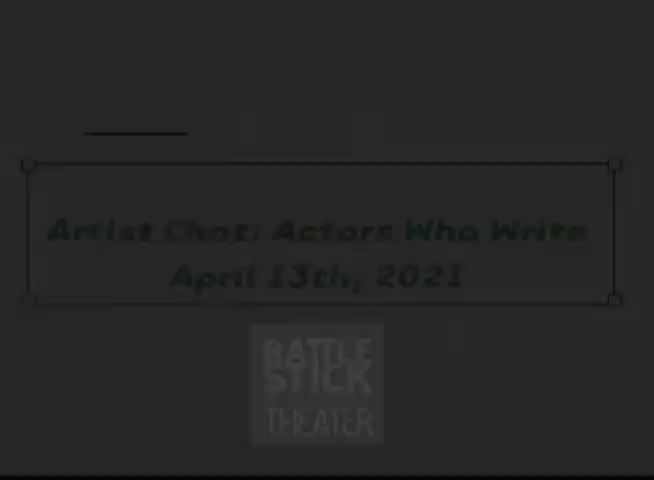 Artist Chat: Actors Who Write
April 13th, 2021
BATTLE
STICK
THEATER